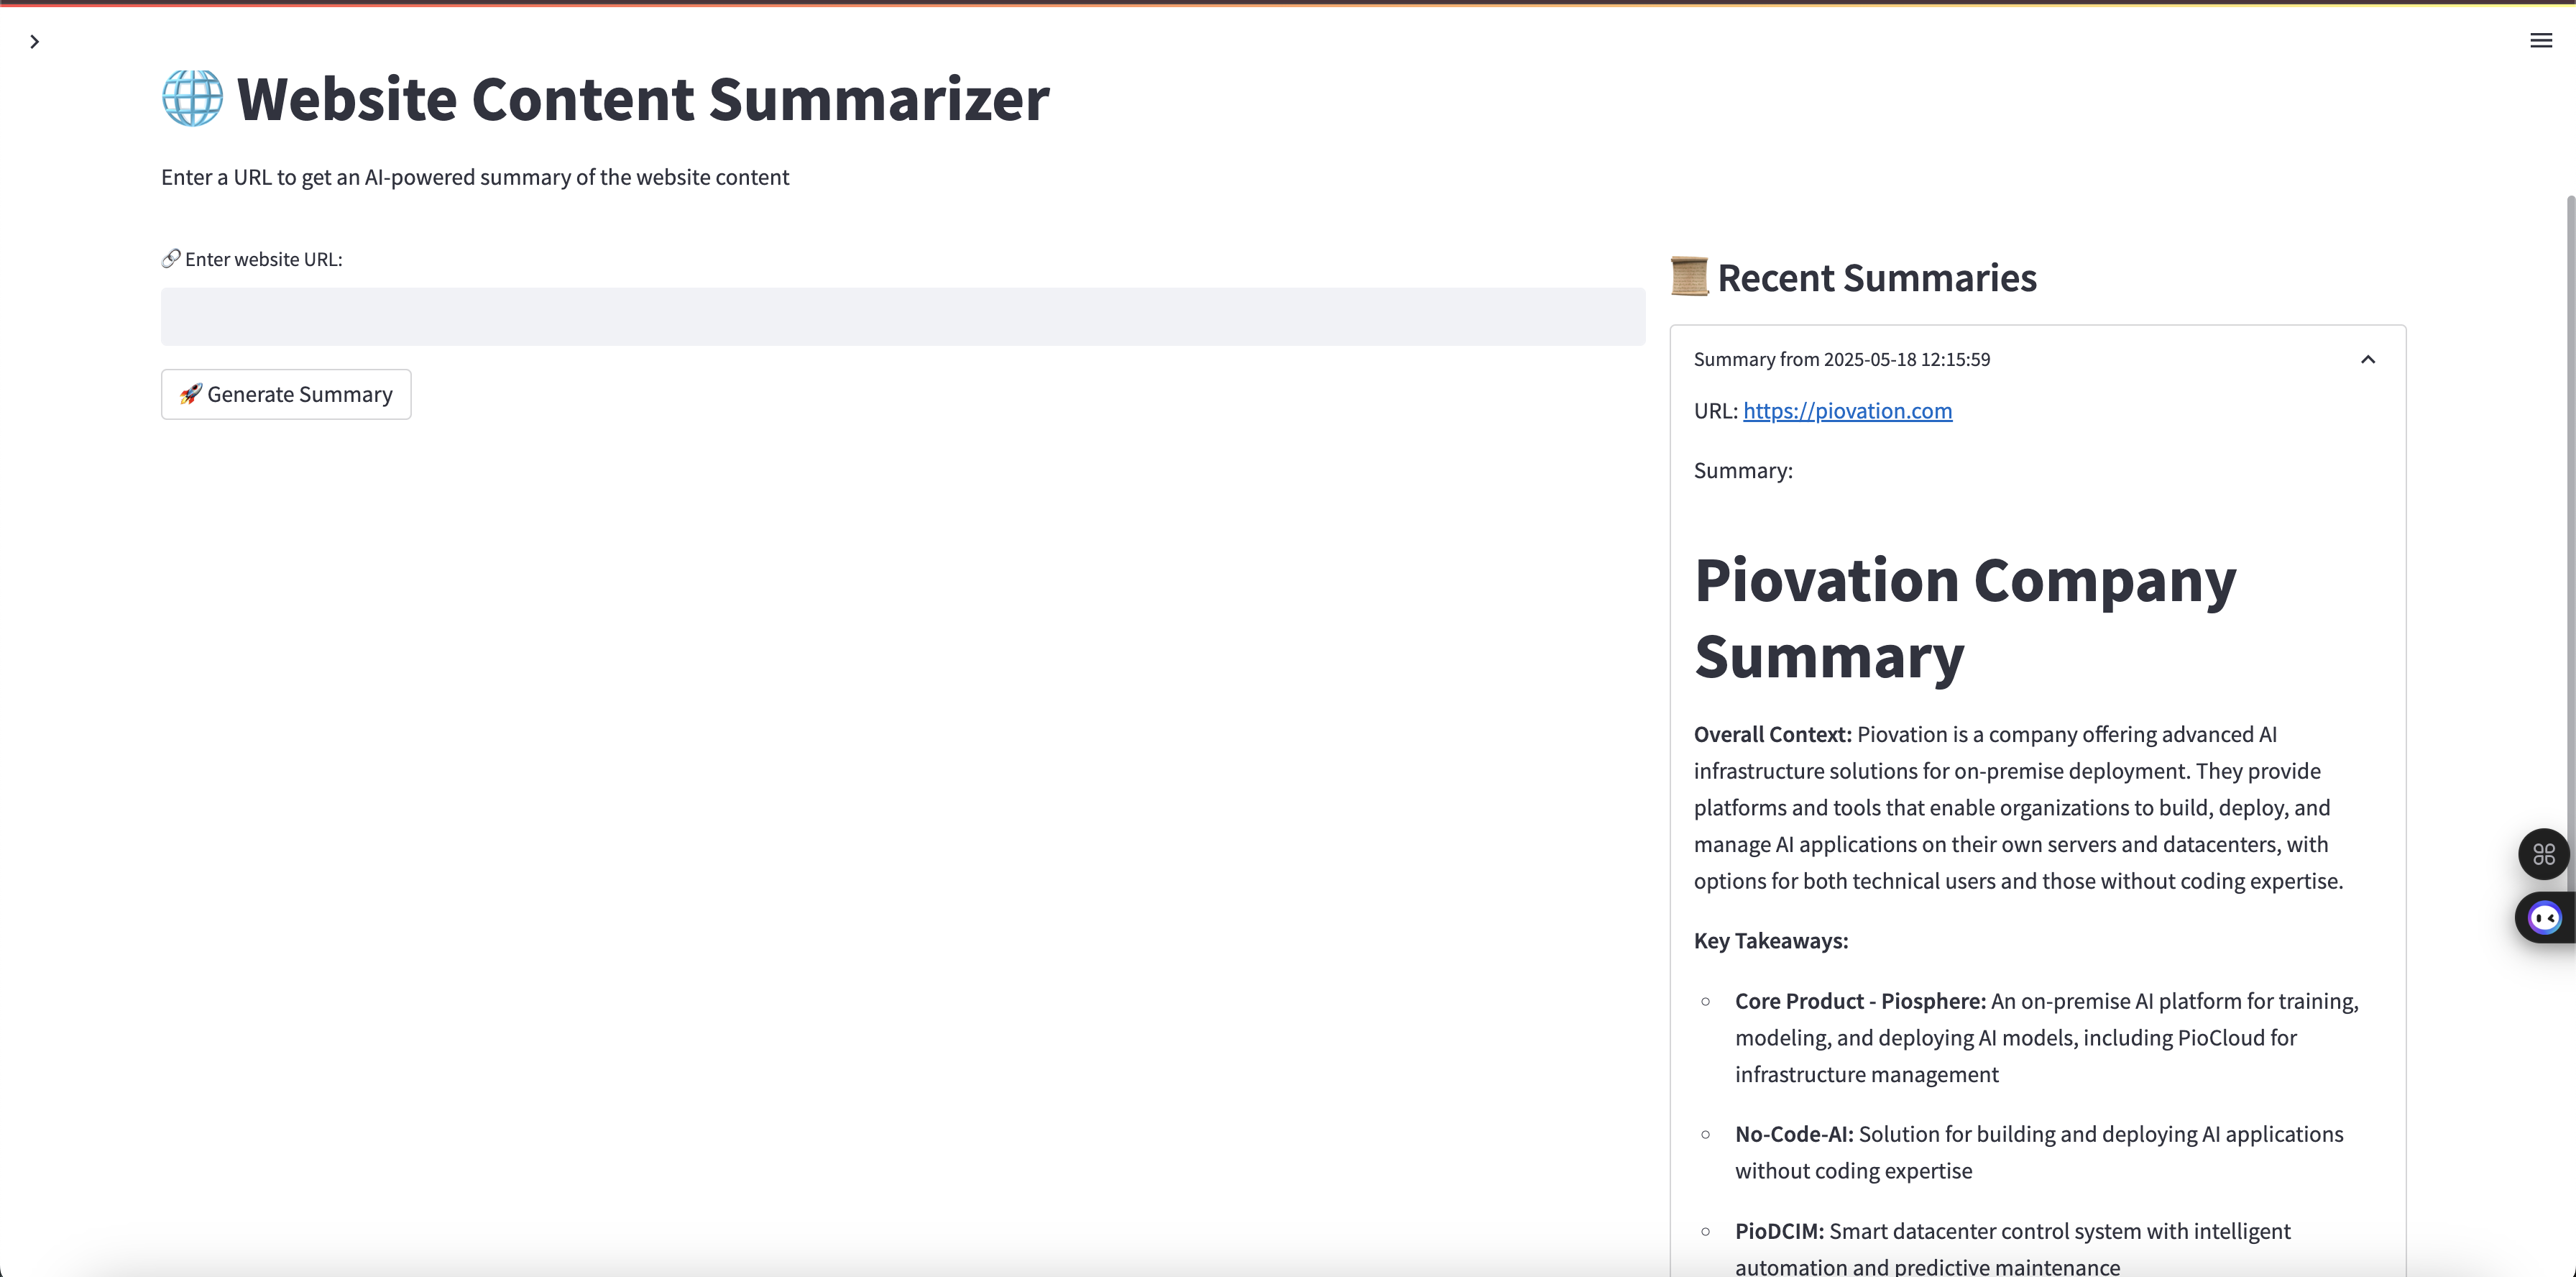 Website Content Summarizer
Enter a URL to get an AI-powered summary of the website content
Enter website URL:
Generate Summary
Recent Summaries
Summary from 2025-05-18 12:15:59
URL: https://piovation.com
Summary:
Piovation Company
Summary
Overall Context: Piovation is a company offering advanced AI
infrastructure solutions for on-premise deployment. They provide
platforms and tools that enable organizations to build, deploy, and
manage AI applications on their own servers and datacenters, with
options for both technical users and those without coding expertise.
Key Takeaways:
Core Product - Piosphere: An on-premise AI platform for training,
modeling, and deploying AI models, including PioCloud for
infrastructure management
No-Code-AI: Solution for building and deploying AI applications
without coding expertise
PioDCIM: Smart datacenter control system with intelligent
automation and predictive maintenance